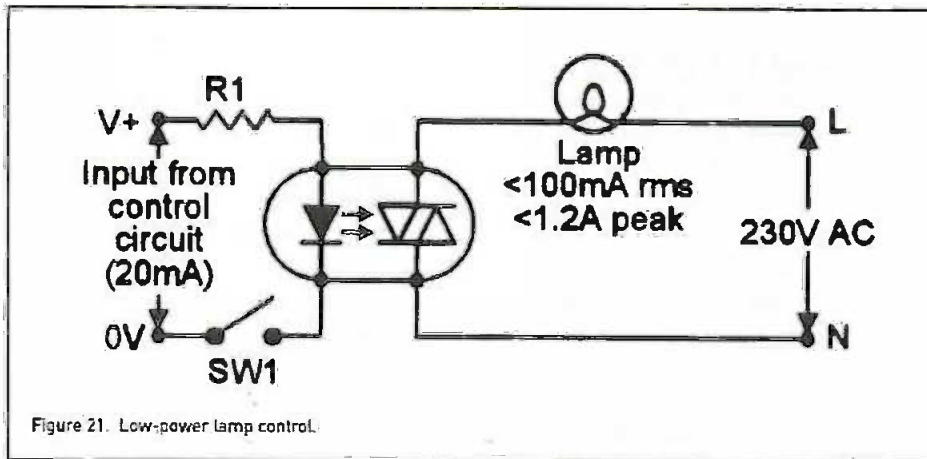 R1
V+
Input from
control
circuit
(20mA)
0V
SW1
Lamp
<100mA rms
<1.2A peak
L
230V AC
N
Figure 21. Low-power lamp control.